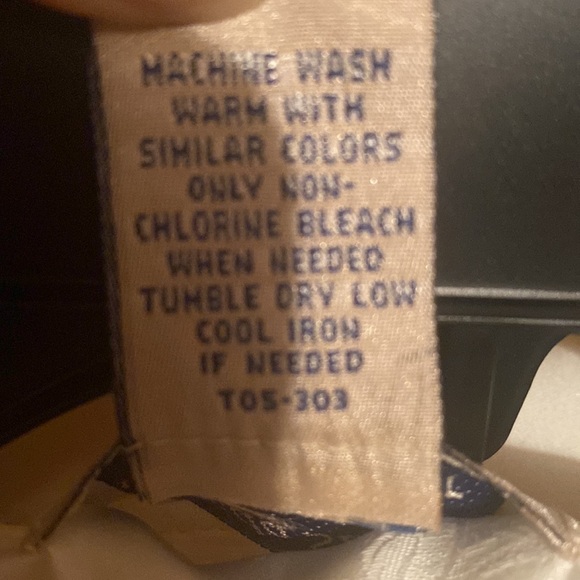 MACHINE WASH
WARM WITH
SIMILAR COLORS
ONLY NON-
CHLORINE BLEACH
WHEN NEEDED
TUMBLE DRY LOW
COOL IRON
IF NEEDED
T05-303